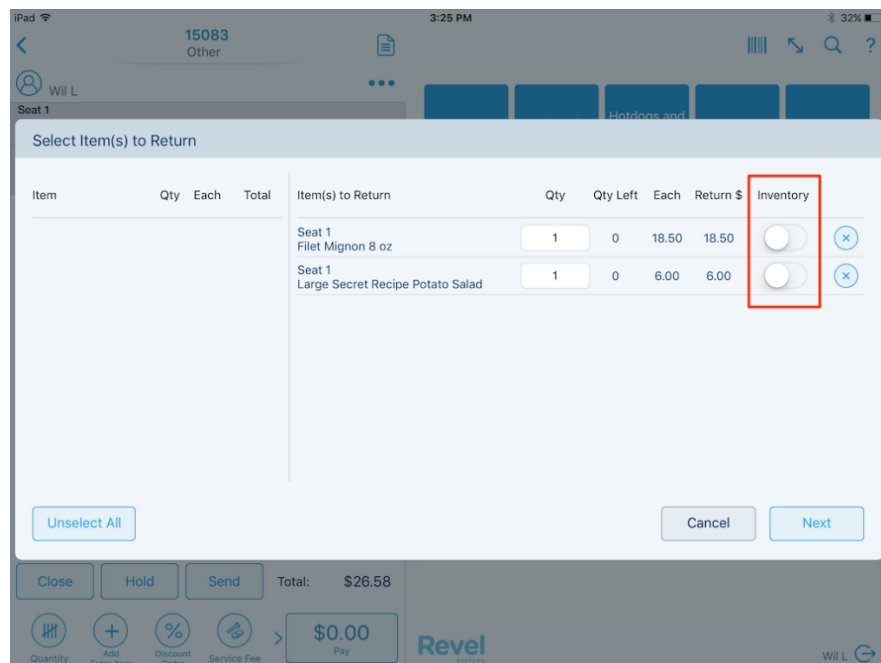 iPad 3:25 PM 32%
15083
Other
?
Wil L
Seat 1
Hotdogs and
Select Item(s) to Return
Item Qty Each Total Item(s) to Return Qty Qty Left Each Return $ Inventory
Seat 1
Filet Mignon 8 oz 1 0 18.50 18.50
Seat 1
Large Secret Recipe Potato Salad 1 0 6.00 6.00
Unselect All Cancel Next
Close Hold Send Total: $26.58
% $0.00
Quantity Add Discount Service Fee Pay
Order
Revel
Wil L